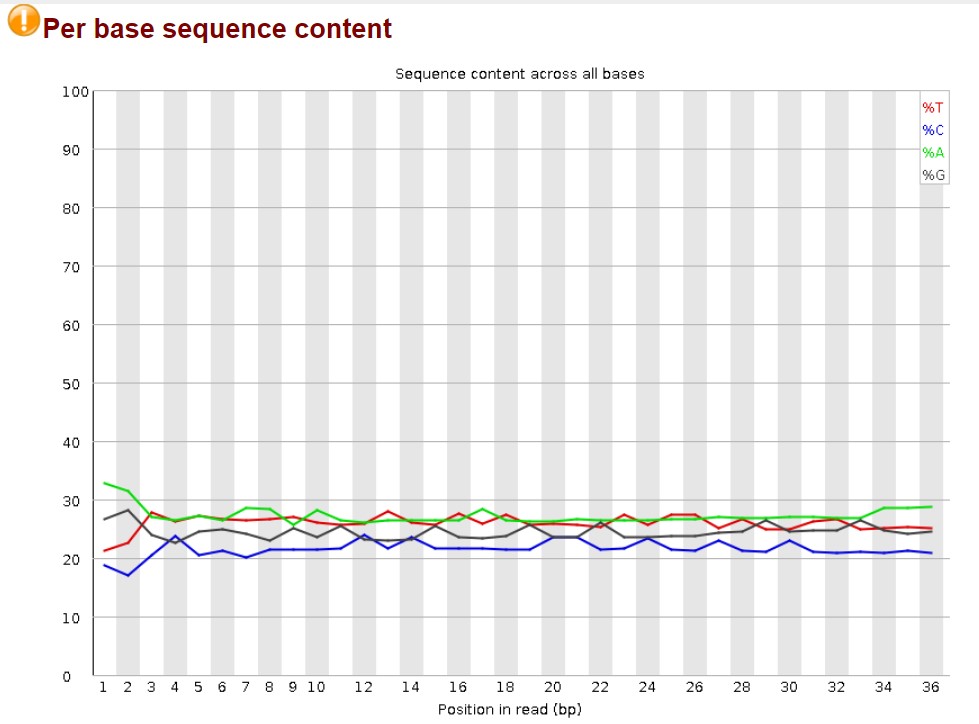 Per base sequence content
Sequence content across all bases
100
90
80
70
60
50
40
30
20
10
0
%T
%C
%A
%G
1 2 3 4 5 6 7 8 9 10 12 14 16 18 20 22 24 26 28 30 32 34 36
Position in read (bp)